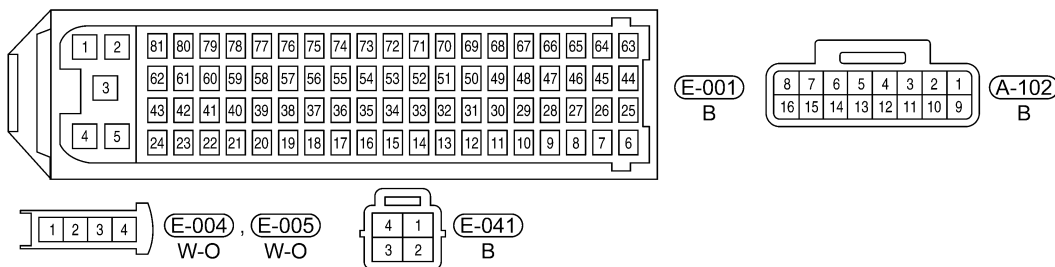 1 2 81 80 79 78 77 76 75 74 73 72 71 70 69 68 67 66 65 64 63
3 62 61 60 59 58 57 56 55 54 53 52 51 50 49 48 47 46 45 44
43 42 41 40 39 38 37 36 35 34 33 32 31 30 29 28 27 26 25
4 5 24 23 22 21 20 19 18 17 16 15 14 13 12 11 10 9 8 7 6
E-001
B
8 7 6 5 4 3 2 1
16 15 14 13 12 11 10 9
A-102
B
1 2 3 4
E-004 , E-005
W-O W-O
4 1
3 2
E-041
B